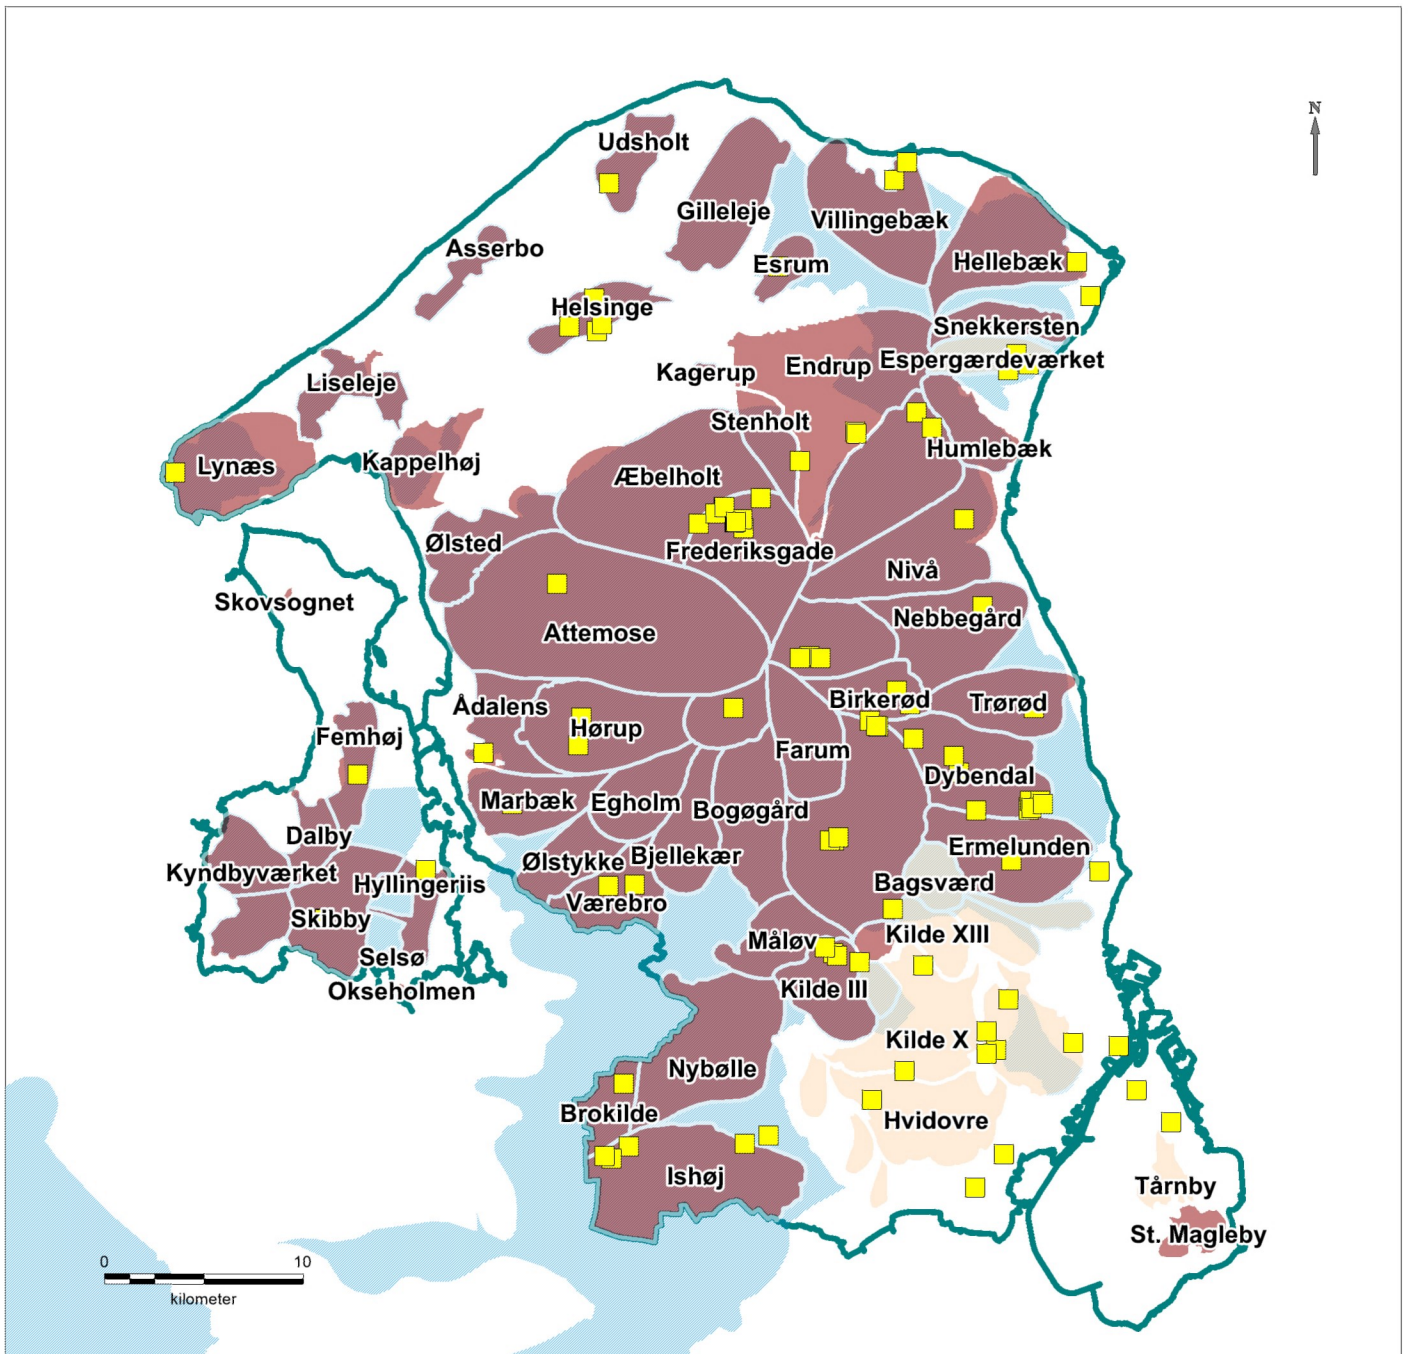 N
Udsholt
Gilleleje
Villingebæk
Asserbo
Esrum
Hellebæk
Helsinge
Snekkersten
Espergærdeværket
Endrup
Kagerup
Liseleje
Stenholt
Humlebæk
Lynæs
Kappelhøj
Æbelholt
Ølsted
Frederiksgade
Nivå
Skovsognet
Nebbegård
Attemose
Birkerød
Trørød
Ådalens
Hørup
Femhøj
Farum
Dybendal
Marbæk
Egholm
Bogøgård
Dalby
Ermelunden
Ølstykke
Bjellekær
Kyndbyværket
Hyllingeriis
Bagsværd
Værebro
Skibby
Måløv
Kilde XIII
Selsø
Okseholmen
Kilde III
Kilde X
Nybølle
Brokilde
Hvidovre
Ishøj
Tårnby
St. Magleby
0 10
kilometer